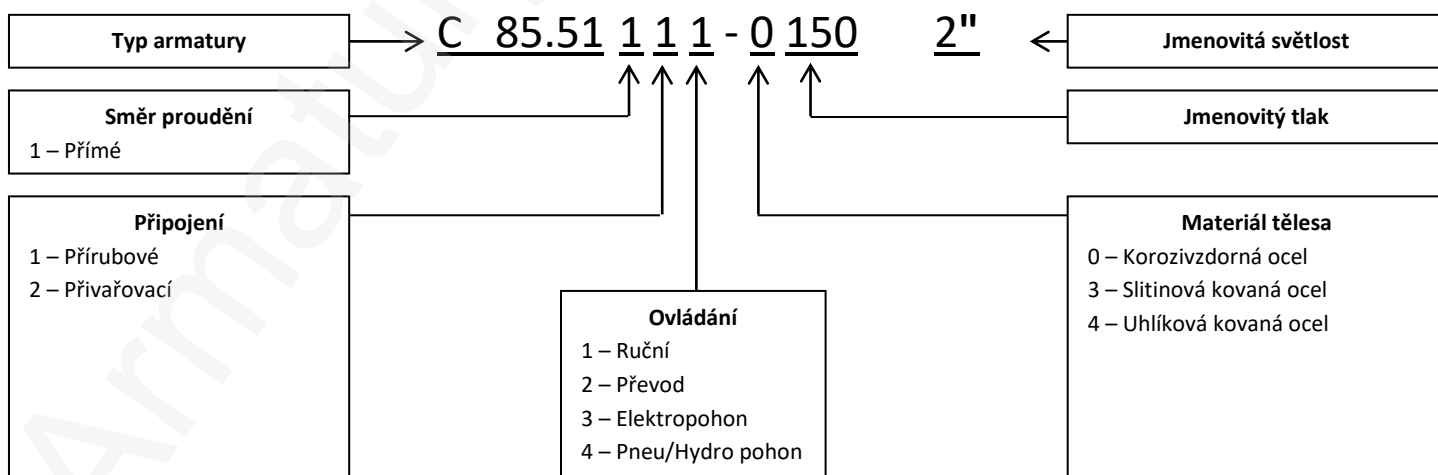 Typ armatury
C 85.51 1 1 1 - 0 150 2"
Jmenovitá světlost
Směr proudění
1 – Přímé
Jmenovitý tlak
Připojení
1 – Přírubové
2 – Přivařovací
Ovládání
1 – Ruční
2 – Převod
3 – Elektropohon
4 – Pneu/Hydro pohon
Materiál tělesa
0 – Korozivzdorná ocel
3 – Slitinová kovaná ocel
4 – Uhlíková kovaná ocel
Armatu